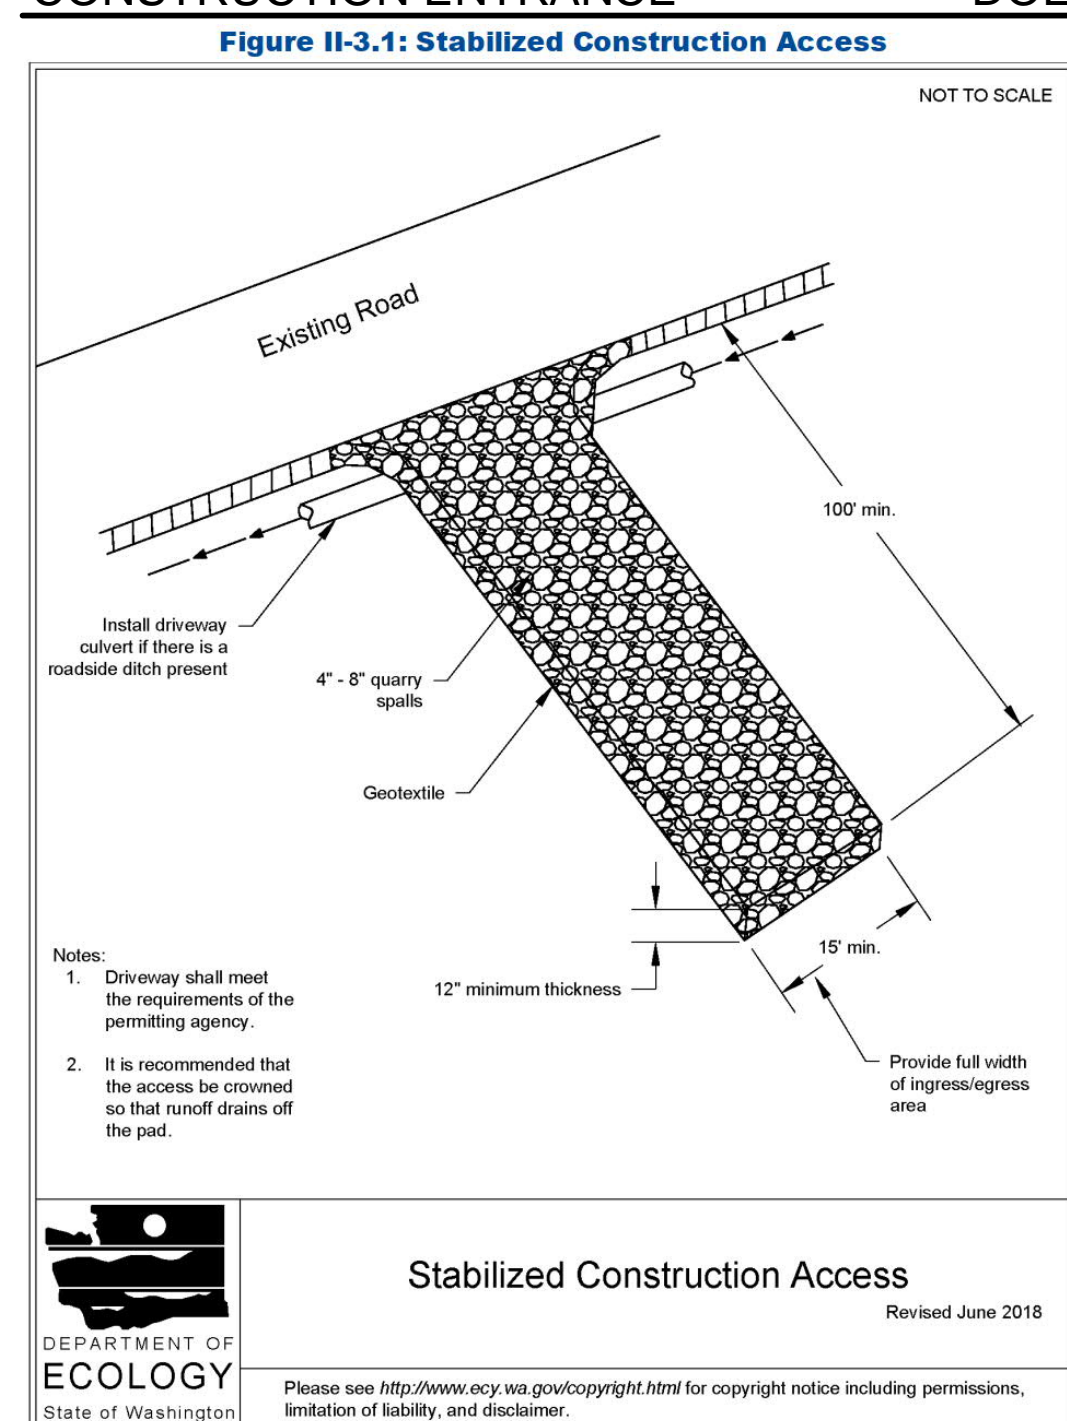 CONSTRUCTION ENTRANCE
Figure II-3.1: Stabilized Construction Access
NOT TO SCALE
Existing Road
100' min.
Install driveway
culvert if there is a
roadside ditch present
4" - 8" quarry
spalls
Geotextile
15' min.
12" minimum thickness
Provide full width
of ingress/egress
area
Notes:
1. Driveway shall meet
the requirements of the
permitting agency.
2. It is recommended that
the access be crowned
so that runoff drains off
the pad.
DEPARTMENT OF
ECOLOGY
State of Washington
Stabilized Construction Access
Revised June 2018
Please see http://www.ecy.wa.gov/copyright.html for copyright notice including permissions,
limitation of liability, and disclaimer.